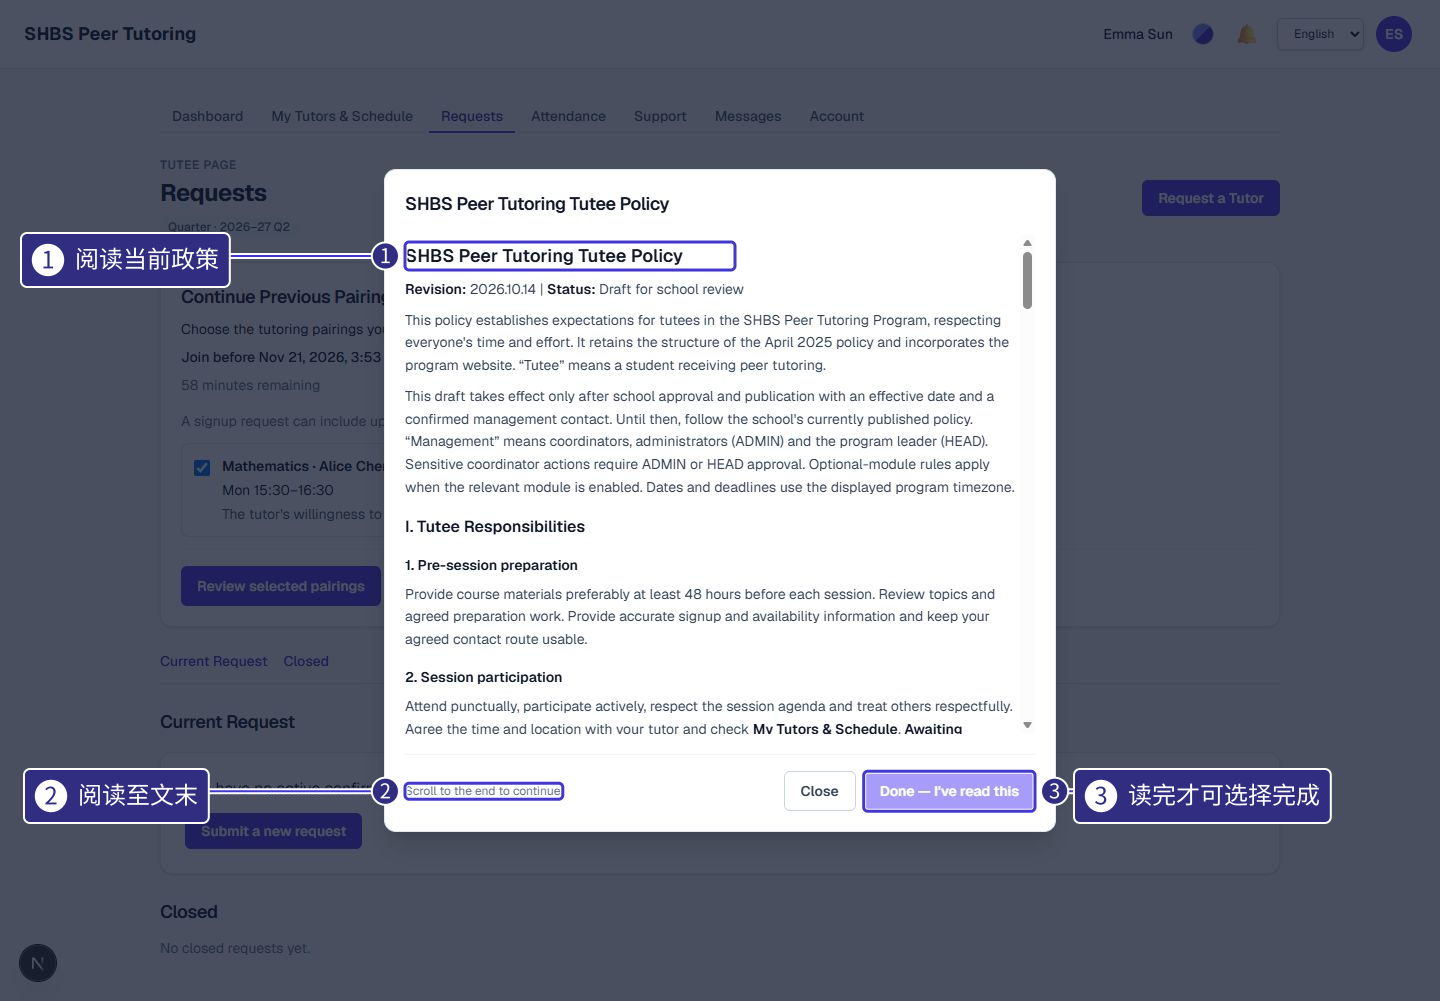 SHBS Peer Tutoring
Emma Sun
English
ES
Dashboard
My Tutors & Schedule
Requests
Attendance
Support
Messages
Account
TUTEE PAGE
Requests
Request a Tutor
Quarter · 2026–27 Q2
Continue Previous Pairing
Choose the tutoring pairings yo
Join before Nov 21, 2026, 3:53
58 minutes remaining
A signup request can include up
Mathematics · Alice Che
Mon 15:30–16:30
The tutor's willingness to
Review selected pairings
Current Request
Closed
Current Request
Submit a new request
Closed
No closed requests yet.
N
SHBS Peer Tutoring Tutee Policy
1 阅读当前政策
1
SHBS Peer Tutoring Tutee Policy
Revision: 2026.10.14 | Status: Draft for school review
This policy establishes expectations for tutees in the SHBS Peer Tutoring Program, respecting
everyone's time and effort. It retains the structure of the April 2025 policy and incorporates the
program website. “Tutee” means a student receiving peer tutoring.
This draft takes effect only after school approval and publication with an effective date and a
confirmed management contact. Until then, follow the school's currently published policy.
“Management” means coordinators, administrators (ADMIN) and the program leader (HEAD).
Sensitive coordinator actions require ADMIN or HEAD approval. Optional-module rules apply
when the relevant module is enabled. Dates and deadlines use the displayed program timezone.
I. Tutee Responsibilities
1. Pre-session preparation
Provide course materials preferably at least 48 hours before each session. Review topics and
agreed preparation work. Provide accurate signup and availability information and keep your
agreed contact route usable.
2. Session participation
Attend punctually, participate actively, respect the session agenda and treat others respectfully.
Agree the time and location with your tutor and check My Tutors & Schedule. Awaiting
2 阅读至文末
2
Scroll to the end to continue
Close
Done — I've read this
3
3 读完才可选择完成